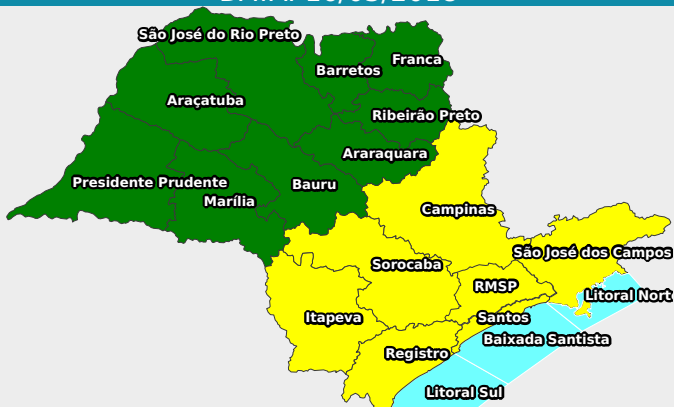 São José do Rio Preto
Franca
Barretos
Araçatuba
Ribeirão Preto
Araraquara
Presidente Prudente
Bauru
Marília
Campinas
São José dos Campos
Sorocaba
RMSP
Litoral Nort
Itapeva
Santos
Baixada Santista
Registro
Litoral Sul